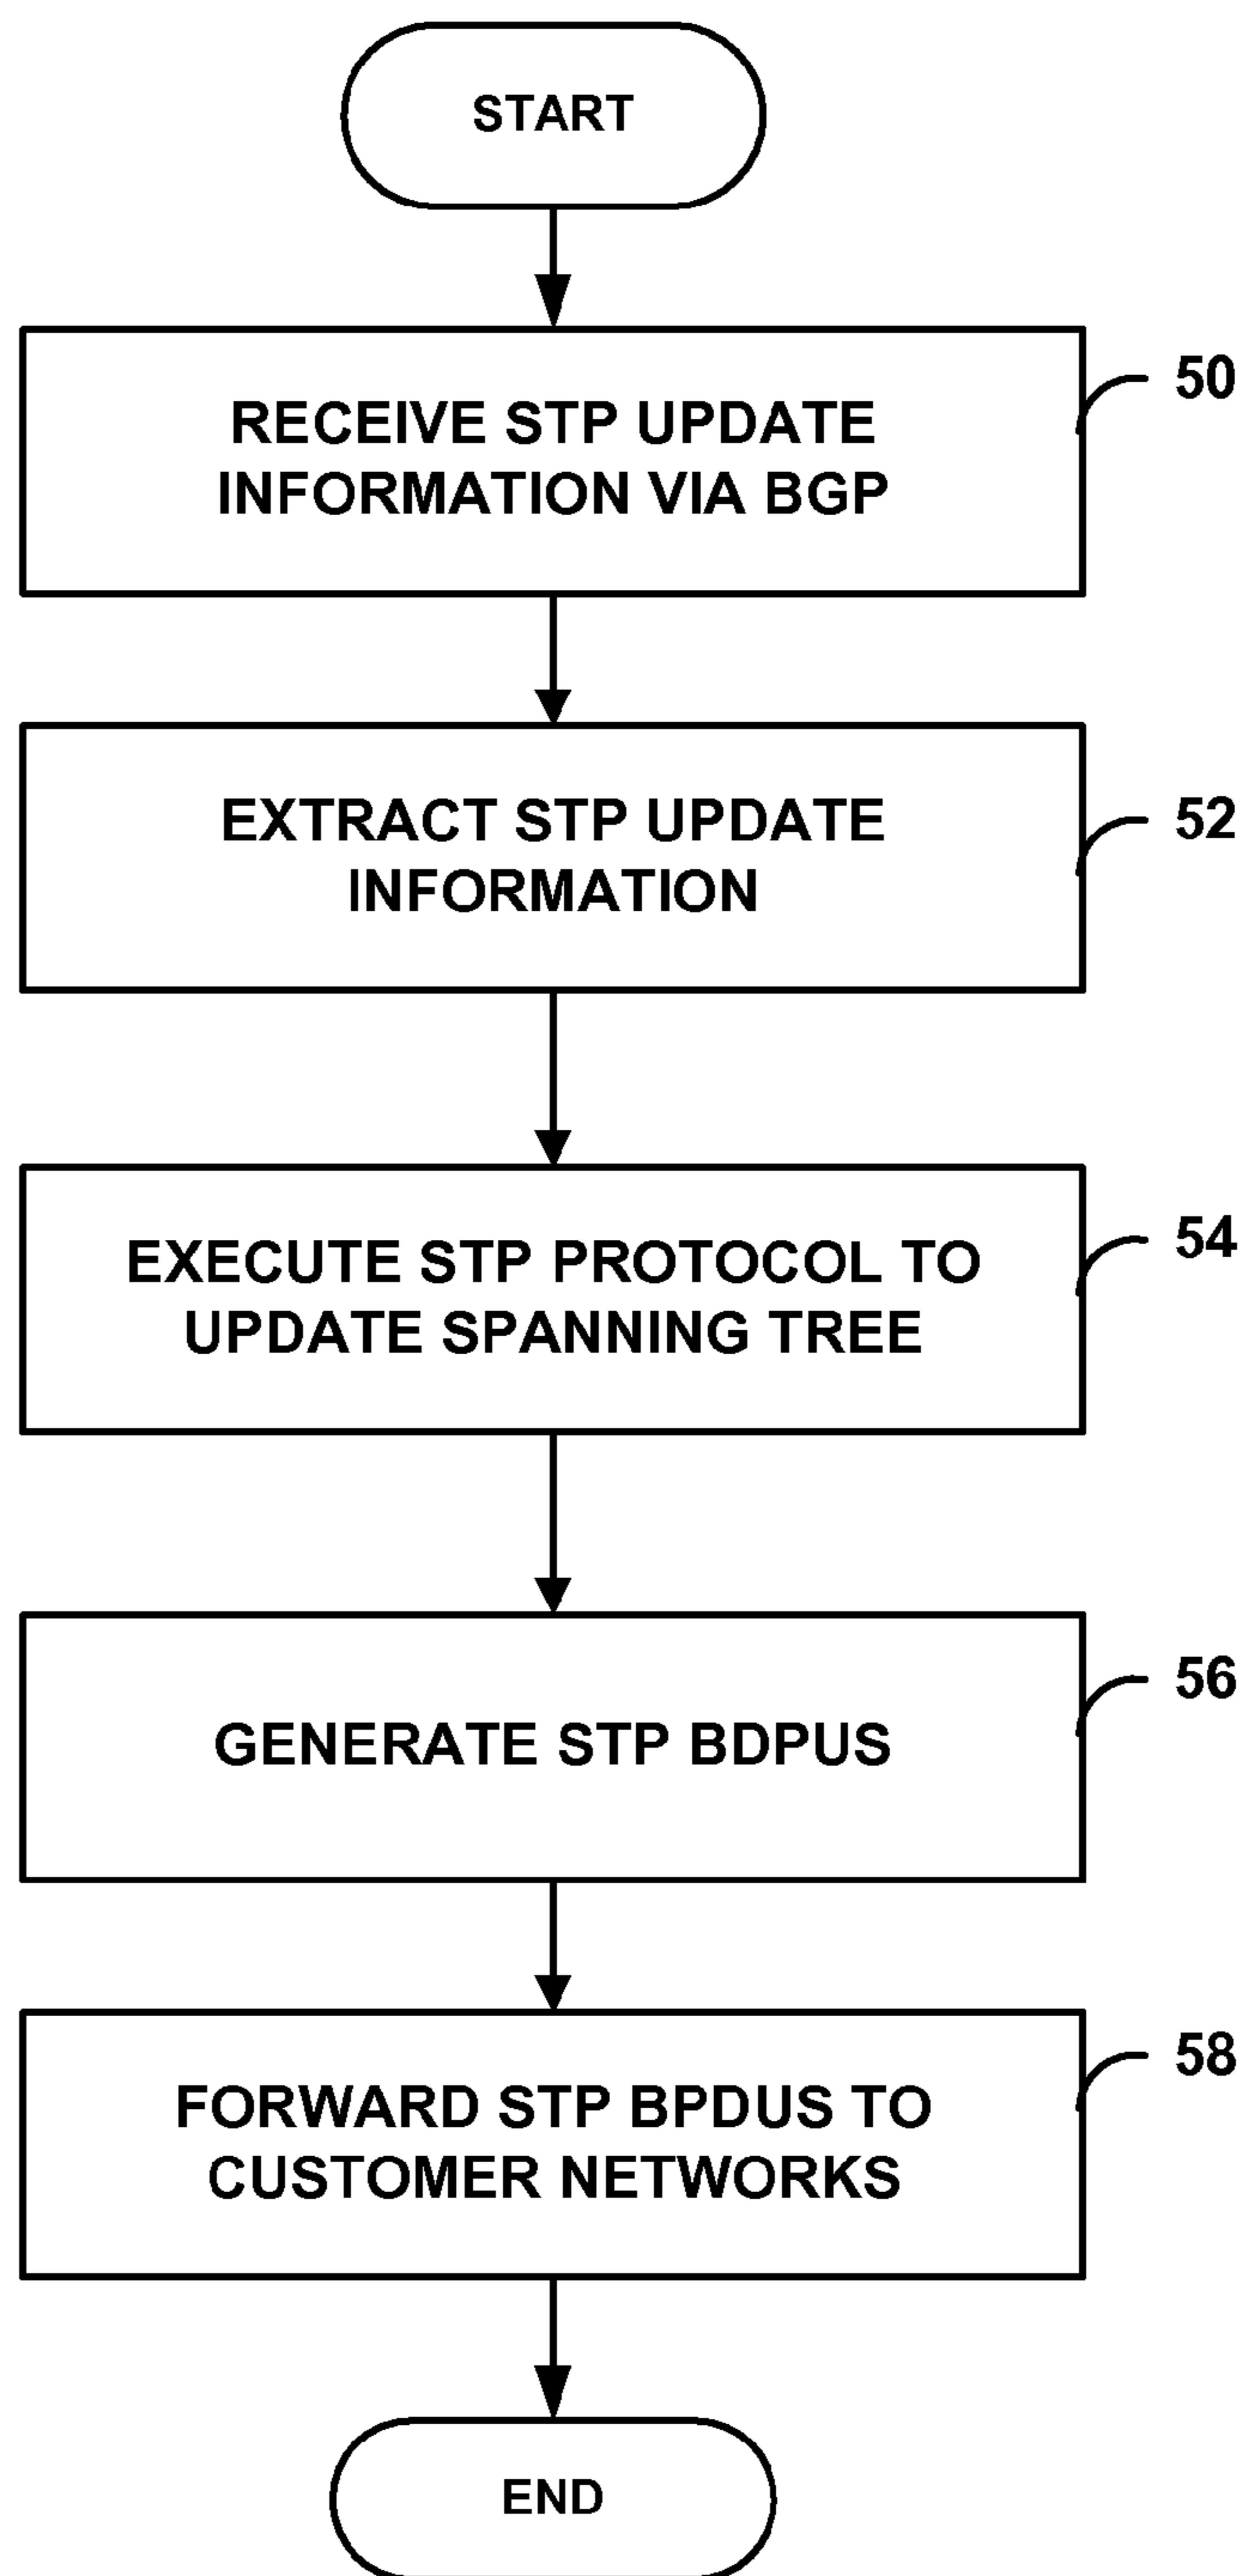 START
RECEIVE STP UPDATE
INFORMATION VIA BGP
50
EXTRACT STP UPDATE
INFORMATION
52
EXECUTE STP PROTOCOL TO
UPDATE SPANNING TREE
54
GENERATE STP BDPUS
56
FORWARD STP BPDUS TO
CUSTOMER NETWORKS
58
END